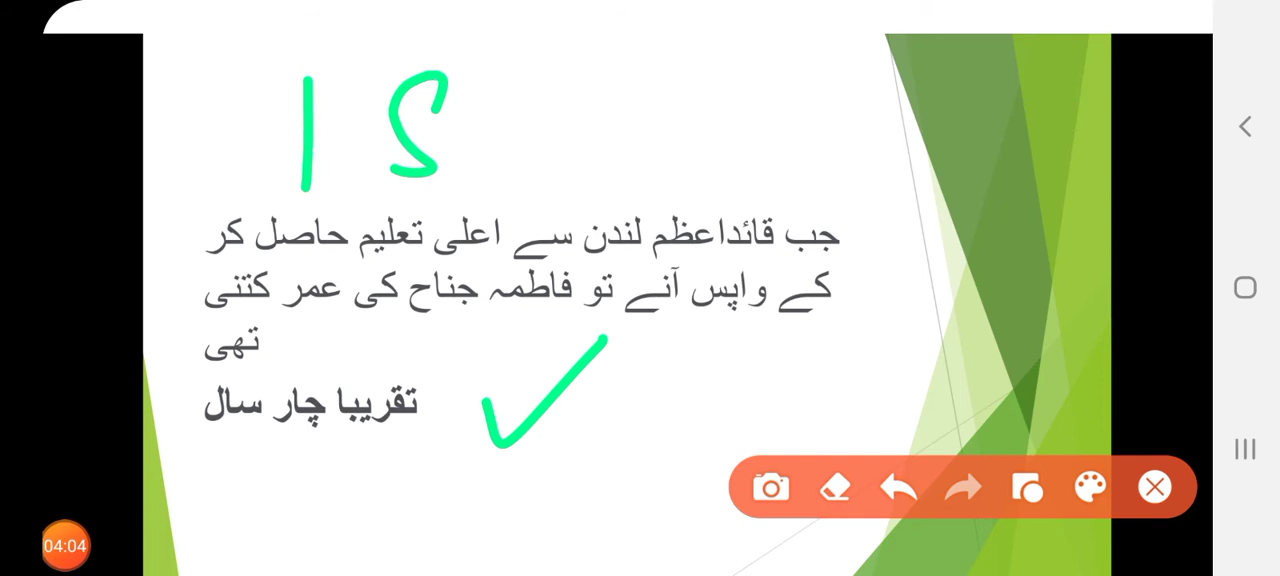 18
جب قائداعظم لندن سے اعلی تعلیم حاصل کر
کے واپس آنے تو فاطمہ جناح کی عمر کتنی
تھی
تقریبا چار سال
04:04